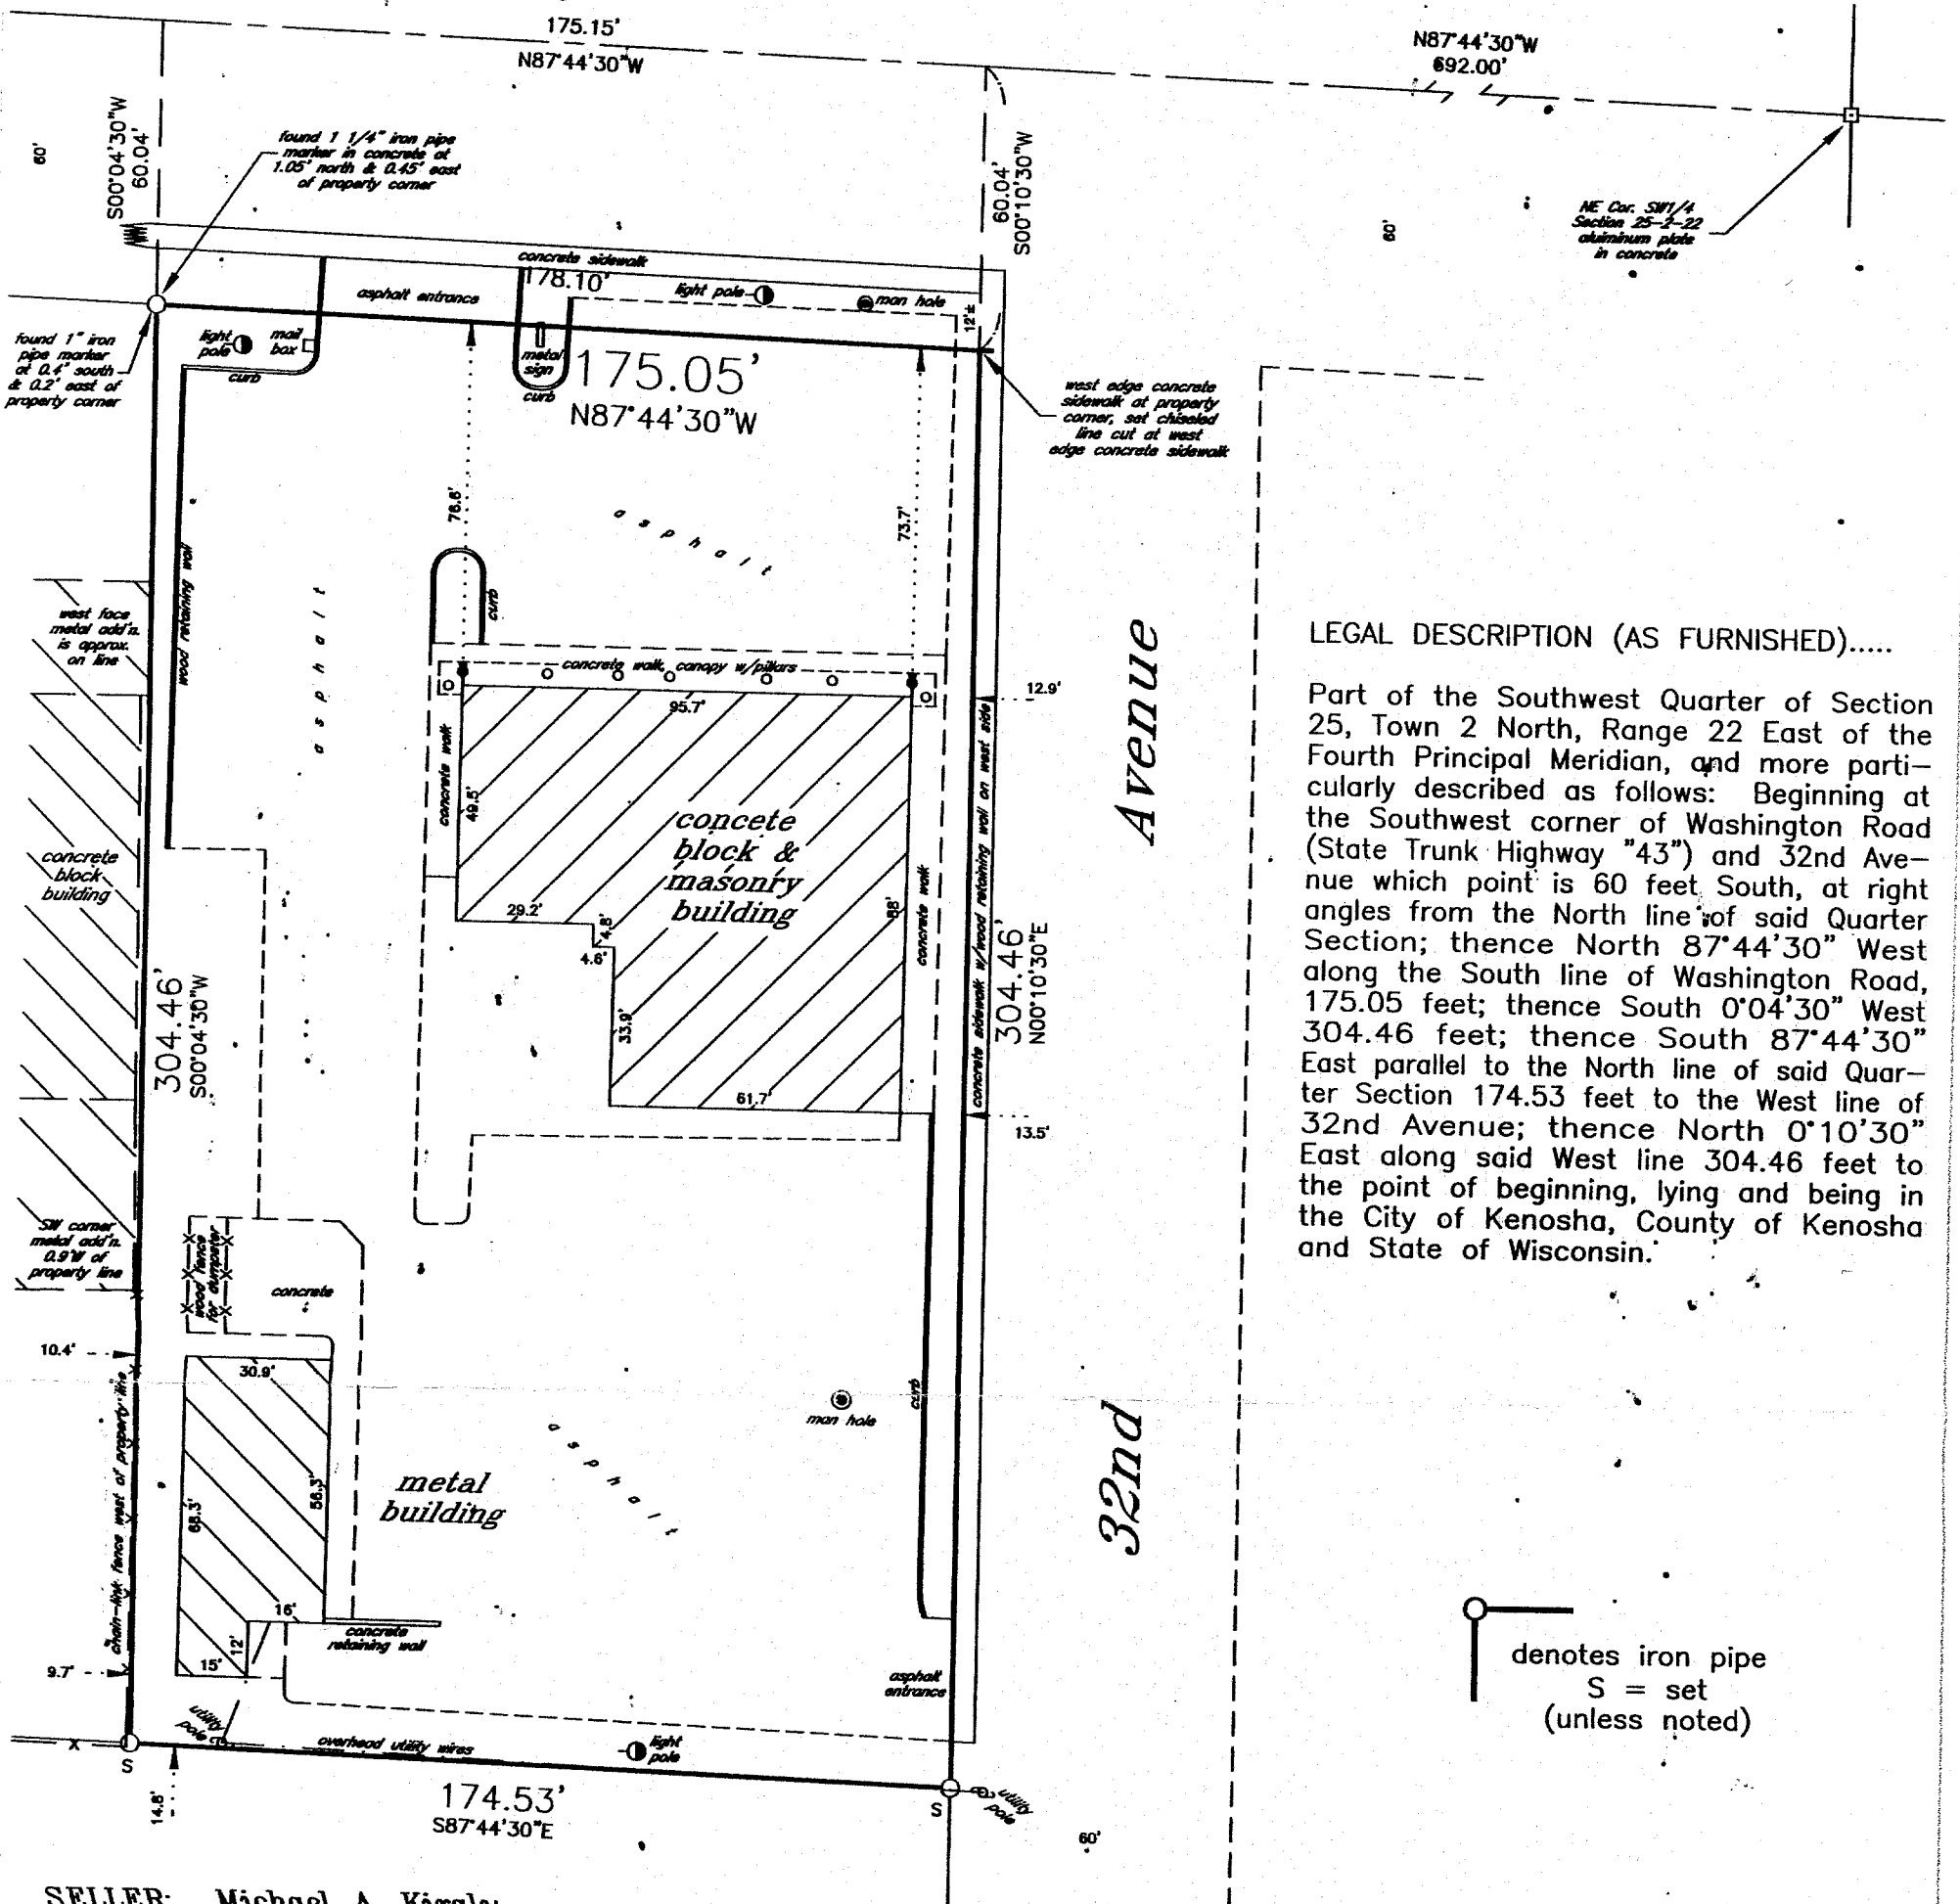 175.15'
N87°44'30"W
N87°44'30"W
692.00'
60'
S00°04'30"W
60.04'
found 1 1/4" iron pipe
marker in concrete at
1.05' north & 0.45' east
of property corner
60.04'
S00°10'30"W
60'
NE Cor. SW1/4
Section 25-2-22
aluiminum plate
in concrete
concrete sidewalk
178.10'
asphalt entrance
light pole
man hole
12'±
found 1" iron
pipe marker
at 0.4' south
& 0.2' east of
property corner
light
pole
mail
box
curb
metal
sign
curb
175.05'
N87°44'30"W
west edge concrete
sidewalk at property
corner, set chiseled
line cut at west
edge concrete sidewalk
76.6'
73.7'
asphalt
asphalt
wood retaining wall
curb
west face
metal add'n.
is approx.
on line
concrete walk, canopy w/pillars
12.9'
95.7'
concrete walk
49.5'
concete
block &
masonry
building
88'
concrete walk
concrete sidewalk w/wood retaining wall on west side
29.2'
4.8'
4.6'
33.9'
61.7'
13.5'
concrete
block
building
304.46'
S00°04'30"W
304.46'
N00°10'30"E
32nd Avenue
LEGAL DESCRIPTION (AS FURNISHED).....
Part of the Southwest Quarter of Section
25, Town 2 North, Range 22 East of the
Fourth Principal Meridian, and more parti-
cularly described as follows: Beginning at
the Southwest corner of Washington Road
(State Trunk Highway "43") and 32nd Ave-
nue which point is 60 feet South, at right
angles from the North line of said Quarter
Section; thence North 87°44'30" West
along the South line of Washington Road,
175.05 feet; thence South 0°04'30" West
304.46 feet; thence South 87°44'30"
East parallel to the North line of said Quar-
ter Section 174.53 feet to the West line of
32nd Avenue; thence North 0°10'30"
East along said West line 304.46 feet to
the point of beginning, lying and being in
the City of Kenosha, County of Kenosha
and State of Wisconsin.
SW corner
metal add'n.
0.9'W of
property line
wood fence
for dumpster
concrete
10.4'
30.9'
chain-link fence west of property line
68.3'
56.3'
metal
building
asphalt
man hole
curb
16'
12'
15'
concrete
retaining wall
9.7'
asphalt
entrance
utility
pole
overhead utility wires
light
pole
S
14.8'
174.53'
S87°44'30"E
S
utility
pole
60'
denotes iron pipe
S = set
(unless noted)
SELLER: Michael A.